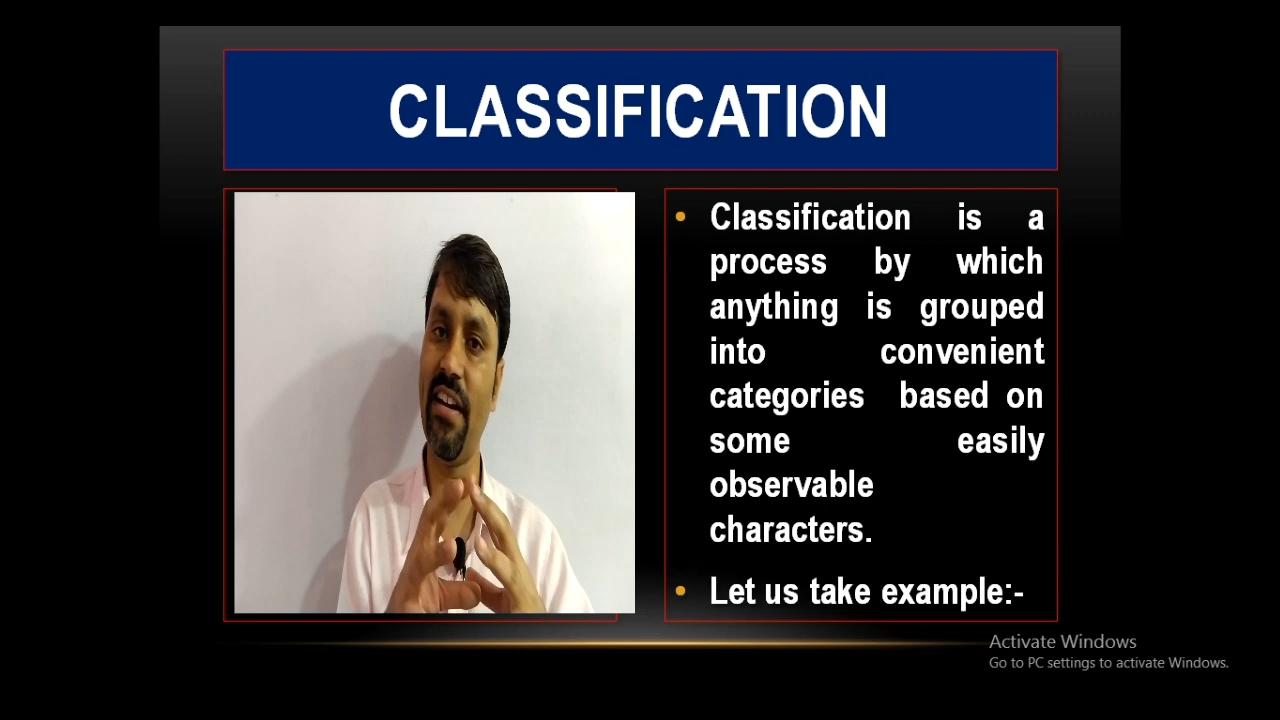 CLASSIFICATION
• Classification is a
process by which
anything is grouped
into convenient
categories based on
some easily
observable
characters.
• Let us take example:-
Activate Windows
Go to PC settings to activate Windows.